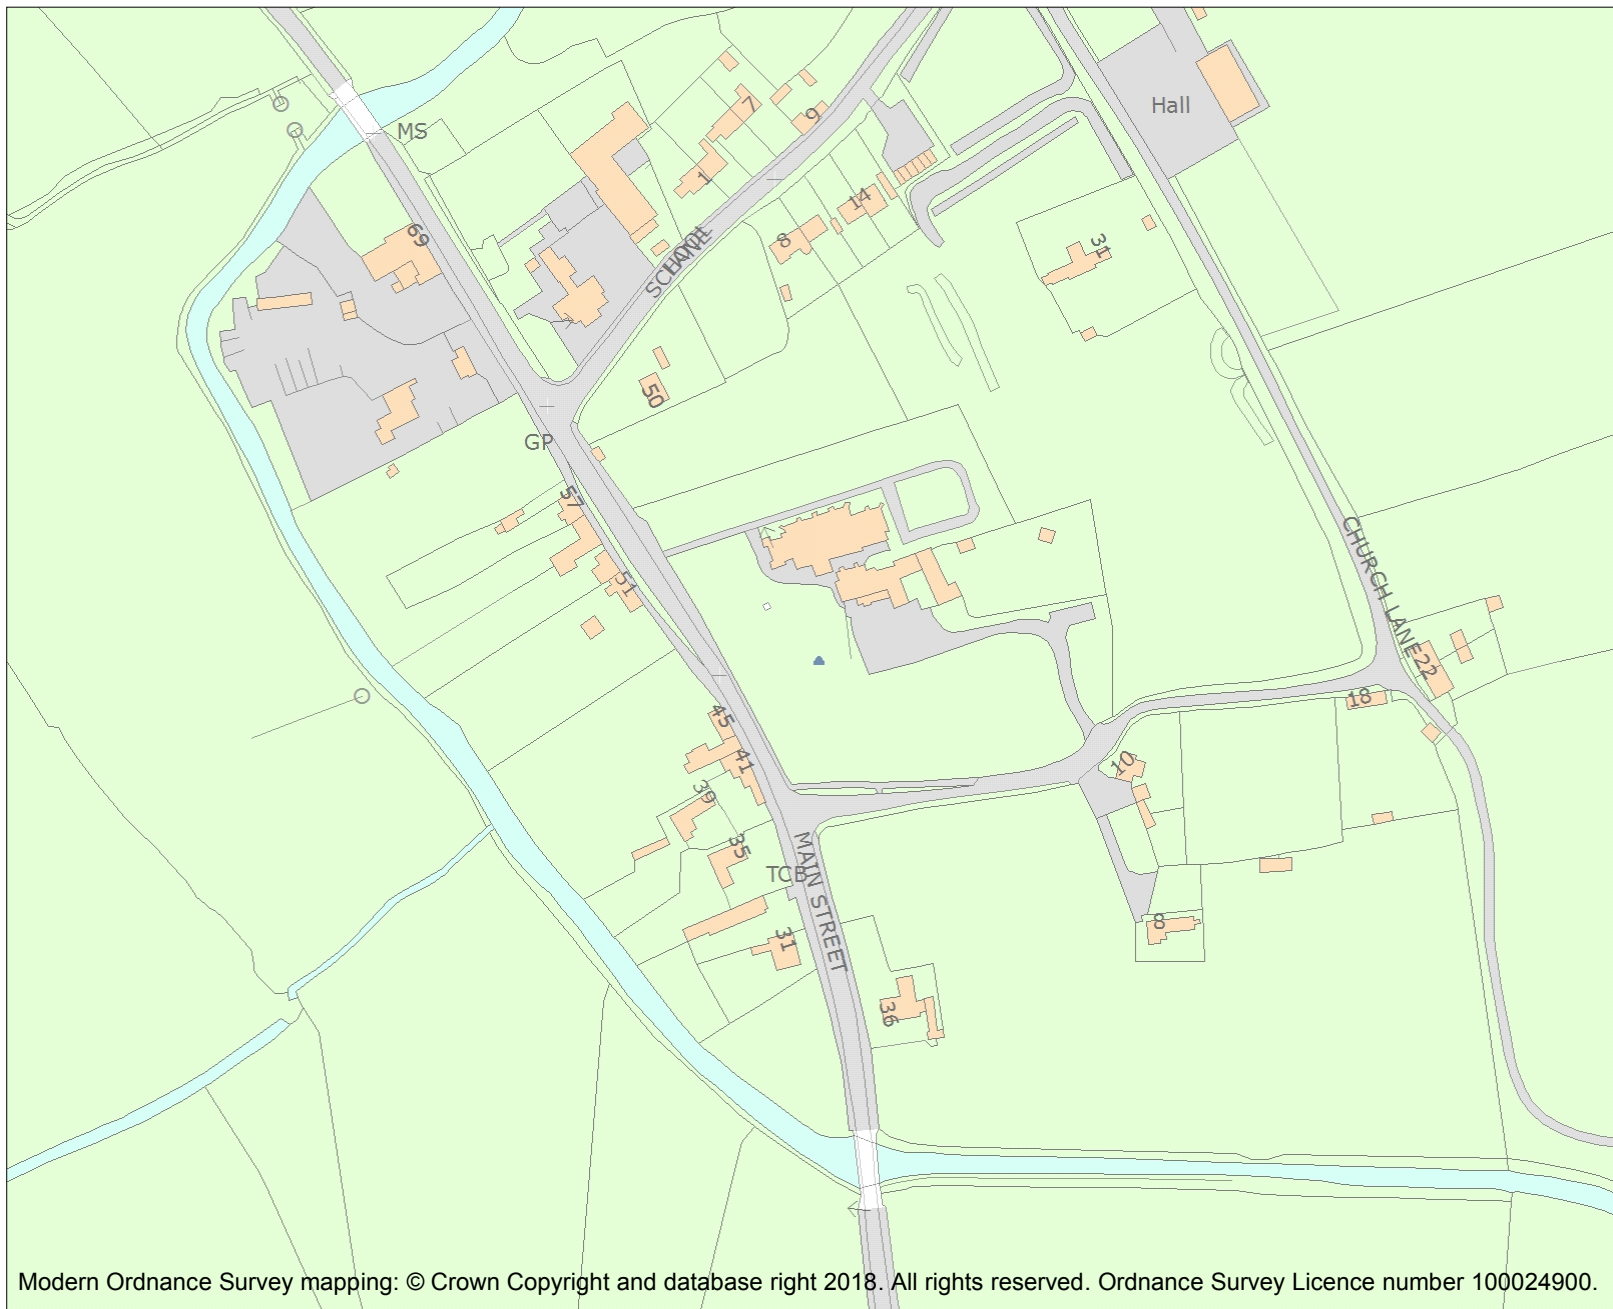 Hall
MS
7
9
1
14
69
8
31
SCHOOL
LANE
50
GP
57
51
CHURCH LANE
22
18
45
41
10
39
35
TCB
MAIN STREET
8
31
36
Modern Ordnance Survey mapping: © Crown Copyright and database right 2018. All rights reserved. Ordnance Survey Licence number 100024900.